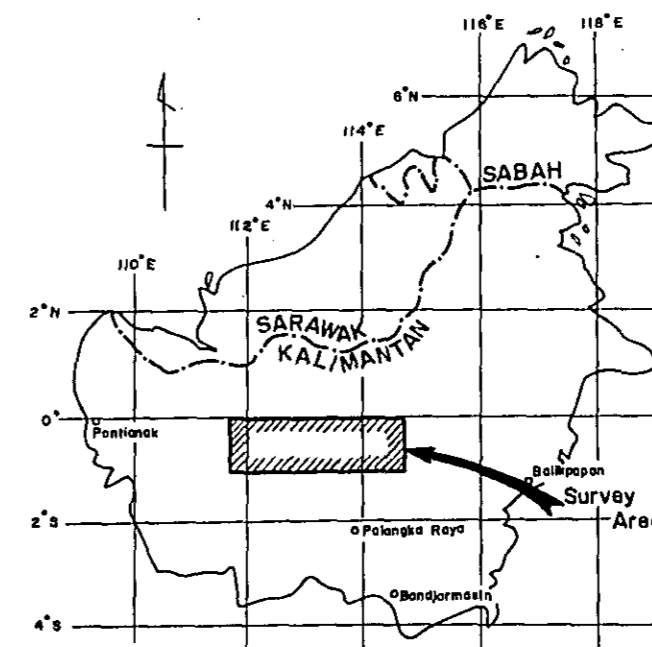 116° E
118°
6° N
114° E
SABAH
4° N
112° E
110° E
2° N
SARAWAK
KALIMANTAN
0°
Pontianak
Balikpapan
Survey
Area
2° S
Palangka Raya
Bandjarmasin
4° S